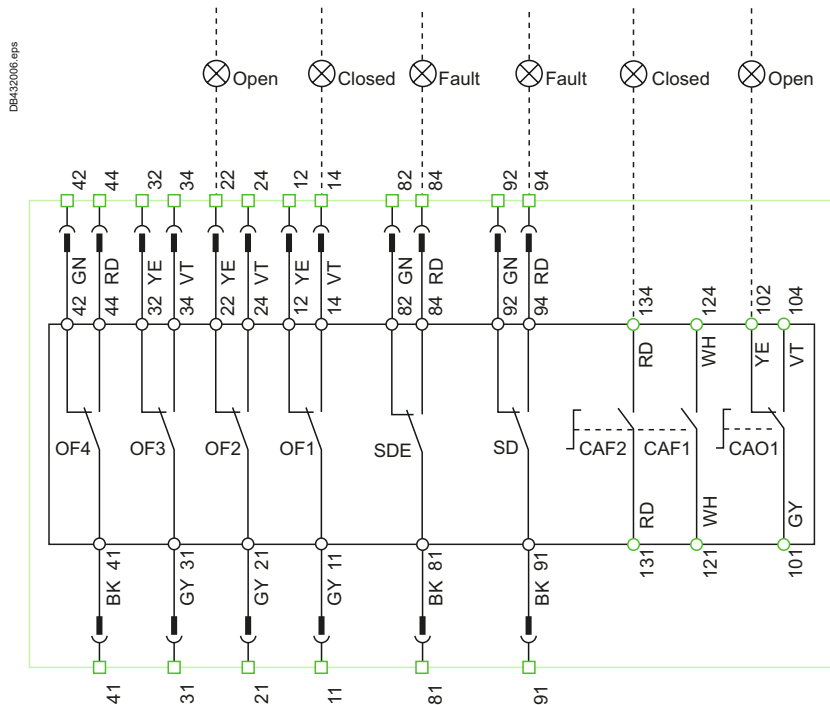 DB432006.eps
Open
Closed
Fault
Fault
Closed
Open
42
44
32
34
22
24
12
14
82
84
92
94
GN
RD
YE
VT
YE
VT
YE
VT
GN
RD
GN
RD
42
44
32
34
22
24
12
14
82
84
92
94
134
124
102
104
RD
WH
YE
VT
OF4
OF3
OF2
OF1
SDE
SD
CAF2
CAF1
CAO1
RD
WH
GY
41
31
21
11
81
91
131
121
101
BK
GY
GY
GY
BK
BK
41
31
21
11
81
91